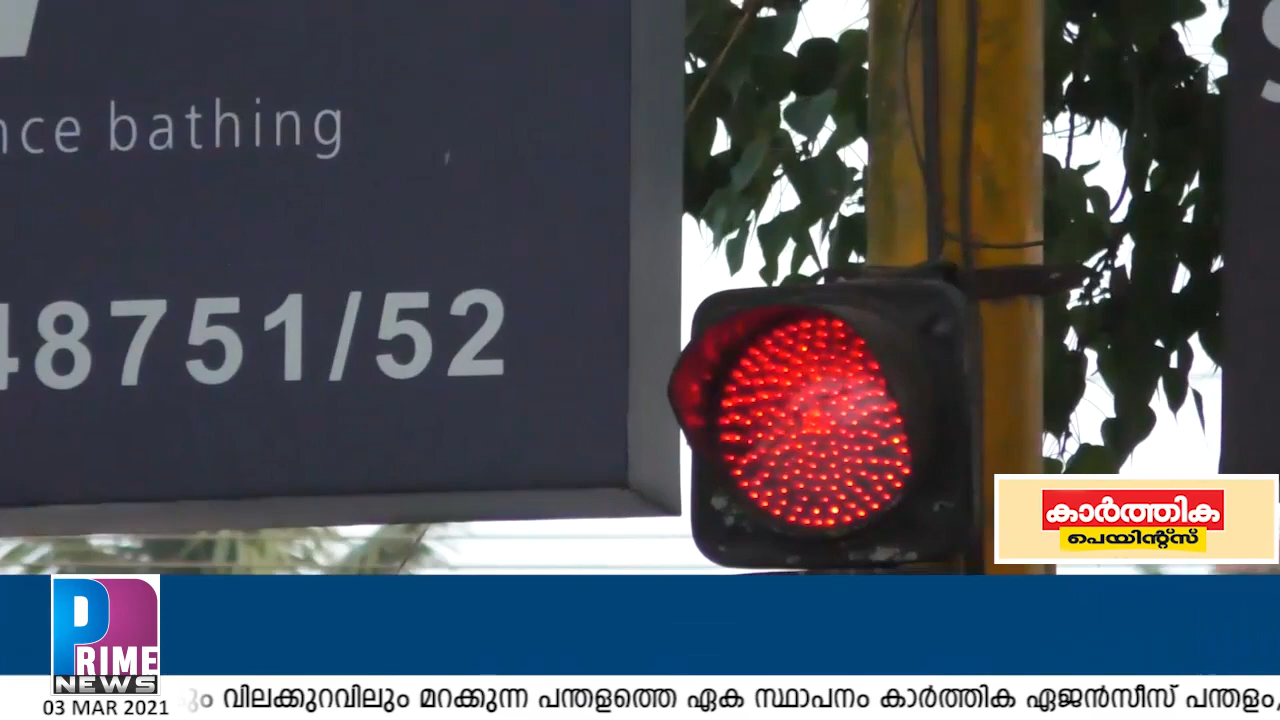 bathing
48751/52
കാർത്തിക
പെയിന്റ്സ്
PRIME
NEWS
03 MAR 2021
വിലക്കുറവിലും മറക്കുന്ന പന്തളത്തെ ഏക സ്ഥാപനം കാർത്തിക ഏജൻസീസ് പന്തളം,